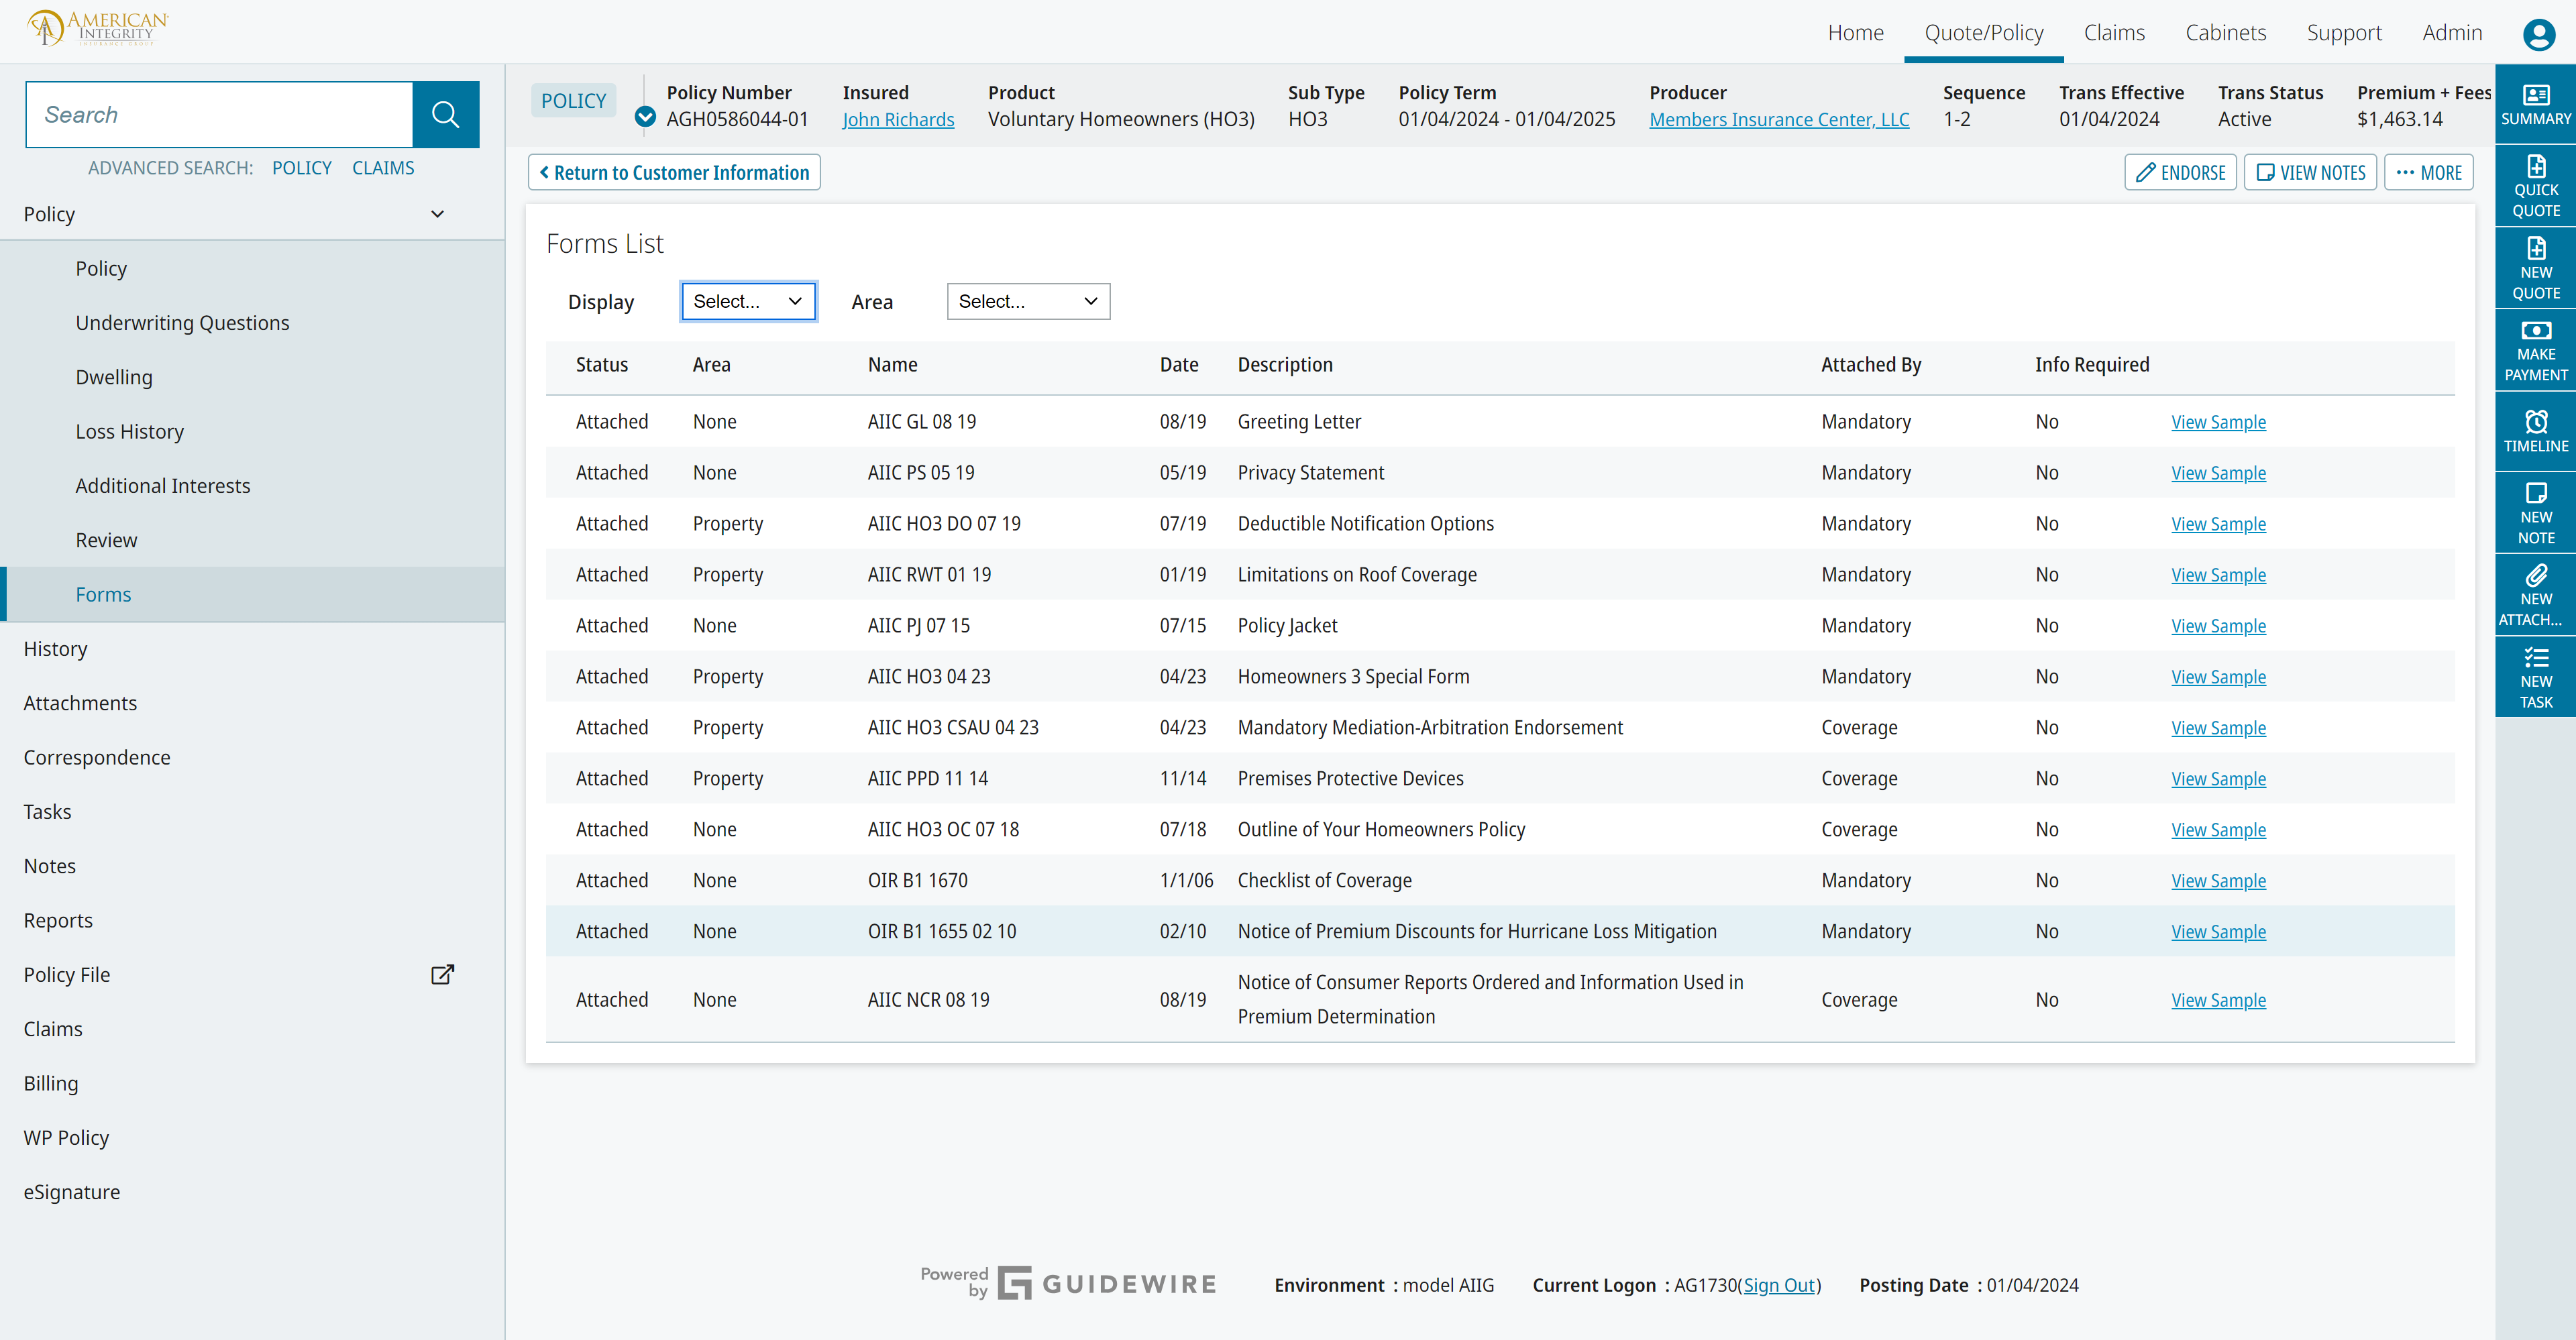 AMERICAN
INTEGRITY
INSURANCE GROUP
Home Quote/Policy Claims Cabinets Support Admin
Search
ADVANCED SEARCH: POLICY CLAIMS
Policy
Policy
Underwriting Questions
Dwelling
Loss History
Additional Interests
Review
Forms
History
Attachments
Correspondence
Tasks
Notes
Reports
Policy File
Claims
Billing
WP Policy
eSignature
POLICY
Policy Number Insured Product Sub Type Policy Term Producer Sequence Trans Effective Trans Status Premium + Fees
AGH0586044-01 John Richards Voluntary Homeowners (HO3) HO3 01/04/2024 - 01/04/2025 Members Insurance Center, LLC 1-2 01/04/2024 Active $1,463.14
Return to Customer Information ENDORSE VIEW NOTES ··· MORE
Forms List
Display Select... Area Select...
Status Area Name Date Description Attached By Info Required
Attached None AIIC GL 08 19 08/19 Greeting Letter Mandatory No View Sample
Attached None AIIC PS 05 19 05/19 Privacy Statement Mandatory No View Sample
Attached Property AIIC HO3 DO 07 19 07/19 Deductible Notification Options Mandatory No View Sample
Attached Property AIIC RWT 01 19 01/19 Limitations on Roof Coverage Mandatory No View Sample
Attached None AIIC PJ 07 15 07/15 Policy Jacket Mandatory No View Sample
Attached Property AIIC HO3 04 23 04/23 Homeowners 3 Special Form Mandatory No View Sample
Attached Property AIIC HO3 CSAU 04 23 04/23 Mandatory Mediation-Arbitration Endorsement Coverage No View Sample
Attached Property AIIC PPD 11 14 11/14 Premises Protective Devices Coverage No View Sample
Attached None AIIC HO3 OC 07 18 07/18 Outline of Your Homeowners Policy Coverage No View Sample
Attached None OIR B1 1670 1/1/06 Checklist of Coverage Mandatory No View Sample
Attached None OIR B1 1655 02 10 02/10 Notice of Premium Discounts for Hurricane Loss Mitigation Mandatory No View Sample
Attached None AIIC NCR 08 19 08/19 Notice of Consumer Reports Ordered and Information Used in
Premium Determination Coverage No View Sample
SUMMARY
QUICK
QUOTE
NEW
QUOTE
MAKE
PAYMENT
TIMELINE
NEW
NOTE
NEW
ATTACH...
NEW
TASK
Powered
by GUIDEWIRE Environment : model AIIG Current Logon : AG1730(Sign Out) Posting Date : 01/04/2024